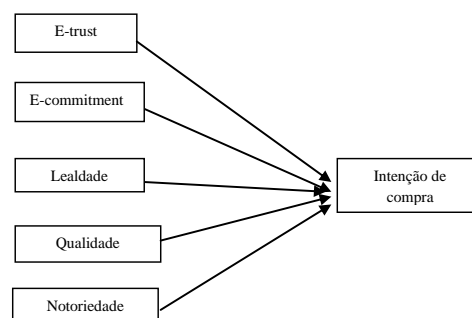 E-trust
E-commitment
Lealdade
Qualidade
Notoriedade
Intenção de
compra